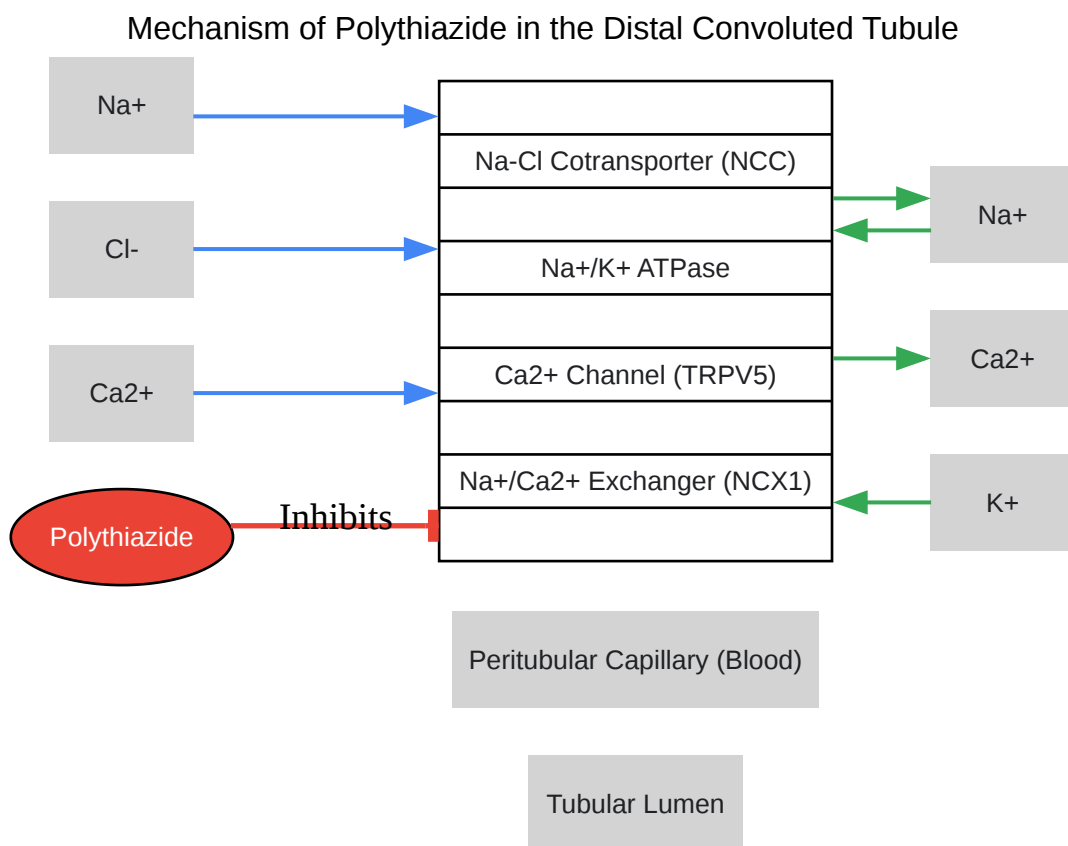 Mechanism of Polythiazide in the Distal Convoluted Tubule
Na+
Cl-
Ca2+
Polythiazide
Inhibits
Na-Cl Cotransporter (NCC)
Na+/K+ ATPase
Ca2+ Channel (TRPV5)
Na+/Ca2+ Exchanger (NCX1)
Na+
Ca2+
K+
Peritubular Capillary (Blood)
Tubular Lumen